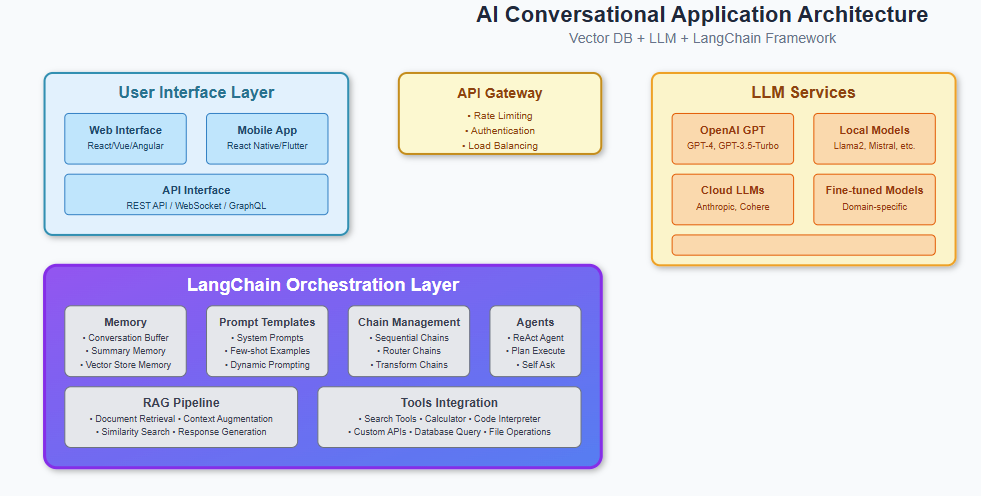 AI Conversational Application Architecture
Vector DB + LLM + LangChain Framework
User Interface Layer
Web Interface
React/Vue/Angular
Mobile App
React Native/Flutter
API Interface
REST API / WebSocket / GraphQL
API Gateway
• Rate Limiting
• Authentication
• Load Balancing
LLM Services
OpenAI GPT
GPT-4, GPT-3.5-Turbo
Local Models
Llama2, Mistral, etc.
Cloud LLMs
Anthropic, Cohere
Fine-tuned Models
Domain-specific
LangChain Orchestration Layer
Memory
• Conversation Buffer
• Summary Memory
• Vector Store Memory
Prompt Templates
• System Prompts
• Few-shot Examples
• Dynamic Prompting
Chain Management
• Sequential Chains
• Router Chains
• Transform Chains
Agents
• ReAct Agent
• Plan Execute
• Self Ask
RAG Pipeline
• Document Retrieval • Context Augmentation
• Similarity Search • Response Generation
Tools Integration
• Search Tools • Calculator • Code Interpreter
• Custom APIs • Database Query • File Operations